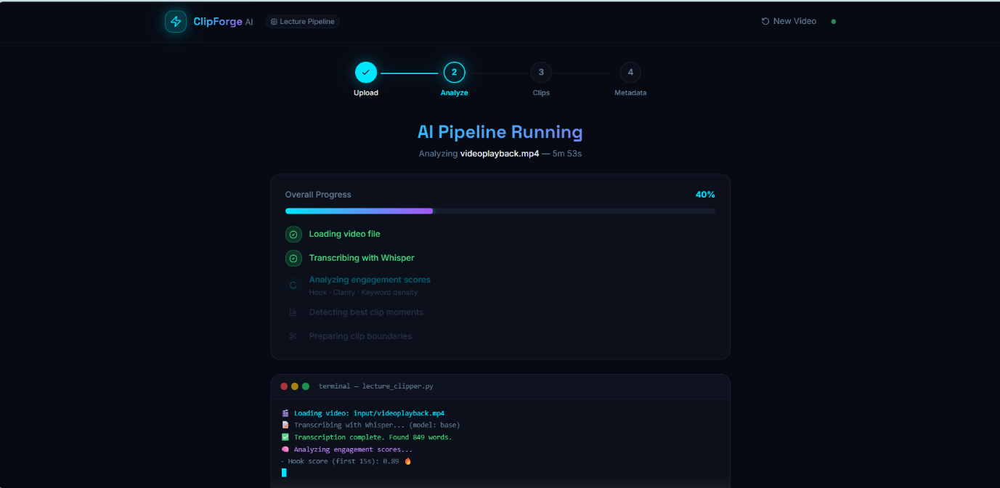 ClipForge AI
Lecture Pipeline
New Video
2
3
4
Upload
Analyze
Clips
Metadata
AI Pipeline Running
Analyzing videoplayback.mp4 — 5m 53s
Overall Progress
40%
Loading video file
Transcribing with Whisper
Analyzing engagement scores
Hook · Clarity · Keyword density
Detecting best clip moments
Preparing clip boundaries
terminal — lecture_clipper.py
Loading video: input/videoplayback.mp4
Transcribing with Whisper... (model: base)
Transcription complete. Found 849 words.
Analyzing engagement scores...
- Hook score (first 15s): 0.89